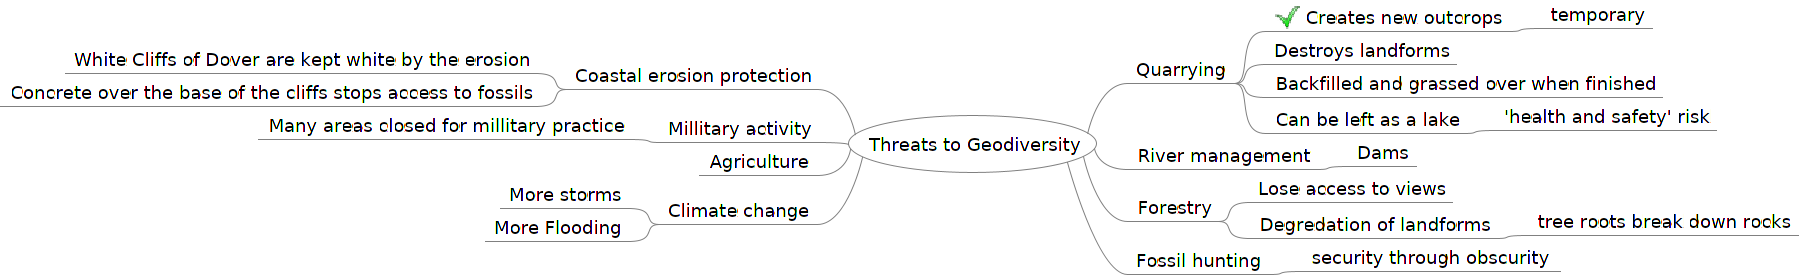 Threats to Geodiversity
Quarrying
Creates new outcrops
temporary
Destroys landforms
Backfilled and grassed over when finished
Can be left as a lake
'health and safety' risk
River management
Dams
Forestry
Lose access to views
Degredation of landforms
tree roots break down rocks
Fossil hunting
security through obscurity
Coastal erosion protection
White Cliffs of Dover are kept white by the erosion
Concrete over the base of the cliffs stops access to fossils
Millitary activity
Many areas closed for millitary practice
Agriculture
Climate change
More storms
More Flooding